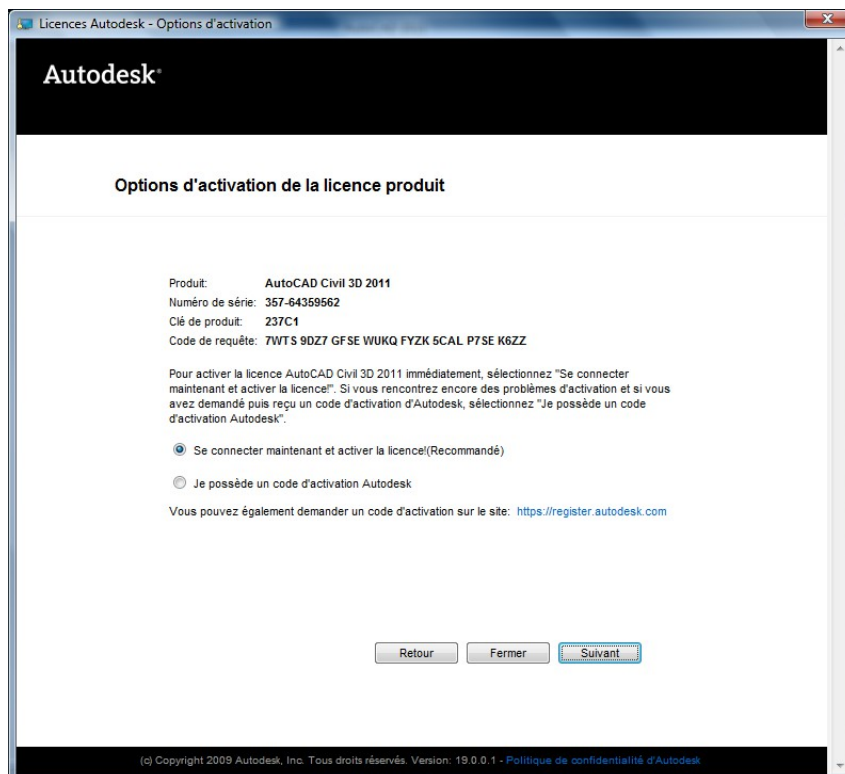 Licences Autodesk - Options d'activation
Autodesk®
Options d'activation de la licence produit
Produit: AutoCAD Civil 3D 2011
Numéro de série: 357-64359562
Clé de produit: 237C1
Code de requête: 7WTS 9DZ7 GFSE WUKQ FYZK 5CAL P7SE K6ZZ
Pour activer la licence AutoCAD Civil 3D 2011 immédiatement, sélectionnez "Se connecter
maintenant et activer la licence!". Si vous rencontrez encore des problèmes d'activation et si vous
avez demandé puis reçu un code d'activation d'Autodesk, sélectionnez "Je possède un code
d'activation Autodesk".
Se connecter maintenant et activer la licence!(Recommandé)
Je possède un code d'activation Autodesk
Vous pouvez également demander un code d'activation sur le site: https://register.autodesk.com
Retour Fermer Suivant
(c) Copyright 2009 Autodesk, Inc. Tous droits réservés. Version: 19.0.0.1 - Politique de confidentialité d'Autodesk